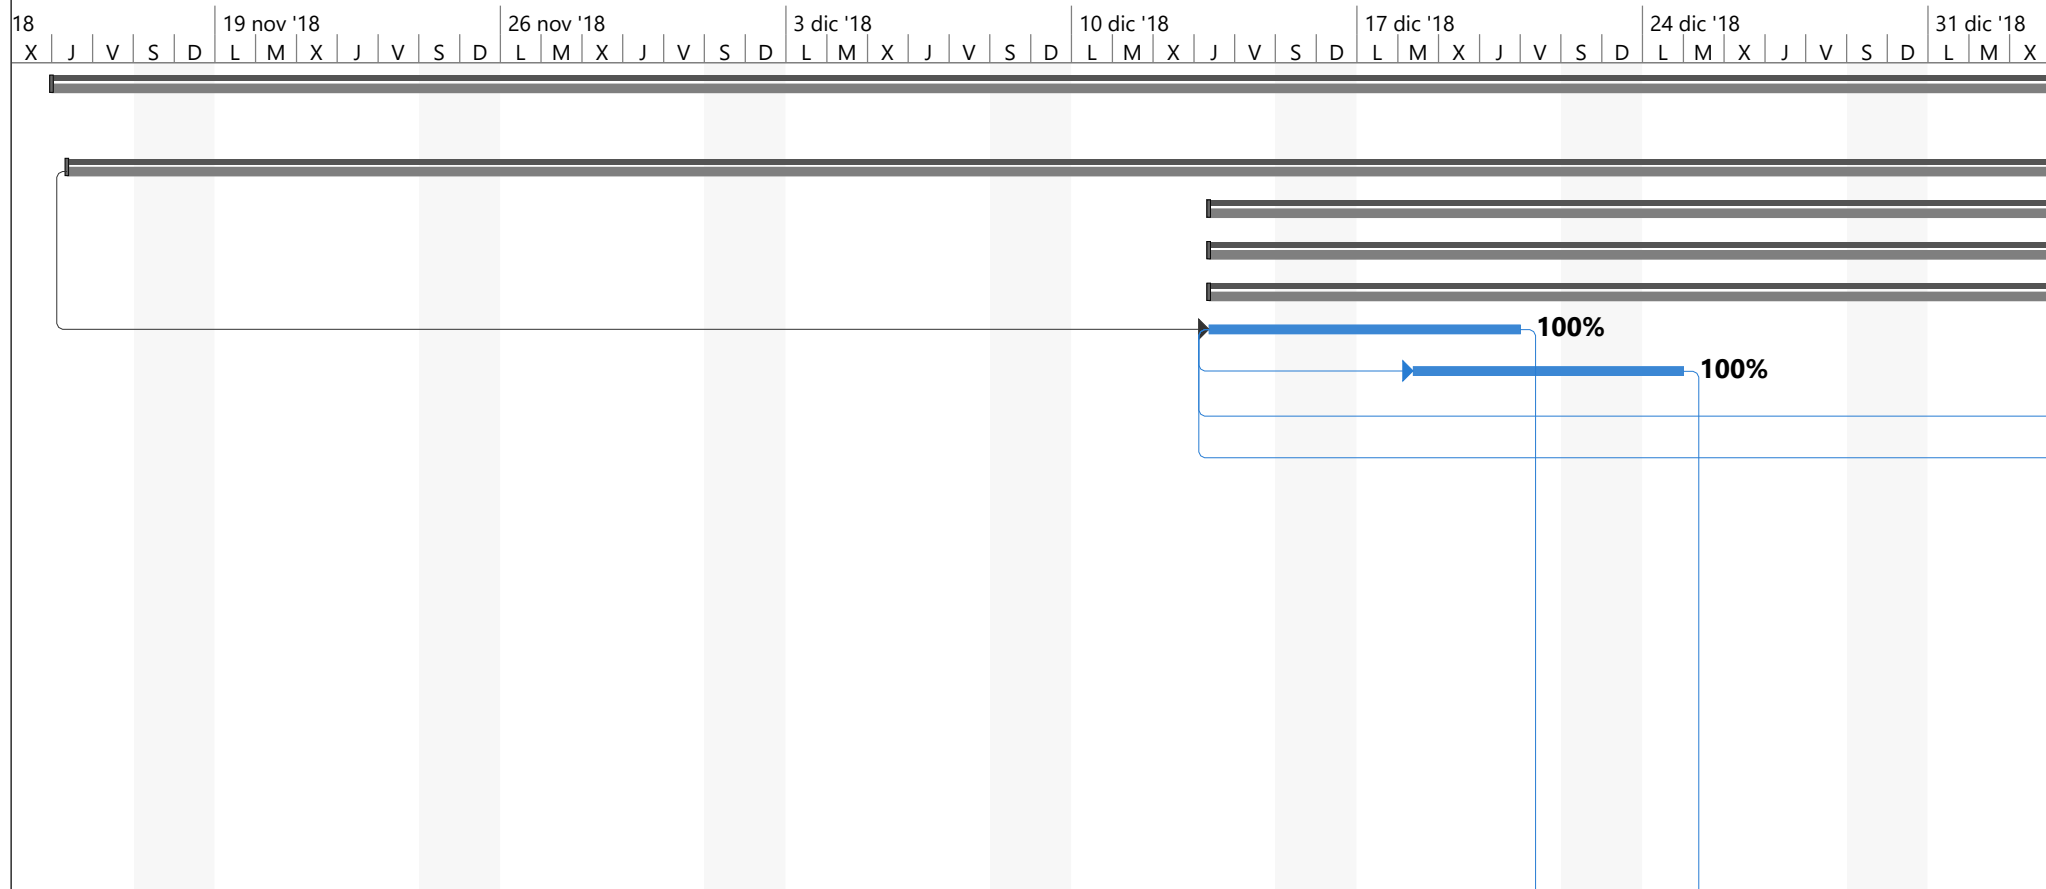 18 19 nov '18 26 nov '18 3 dic '18 10 dic '18 17 dic '18 24 dic '18 31 dic '18
X J V S D L M X J V S D L M X J V S D L M X J V S D L M X J V S D L M X J V S D L M X J V S D L M X
100%
100%